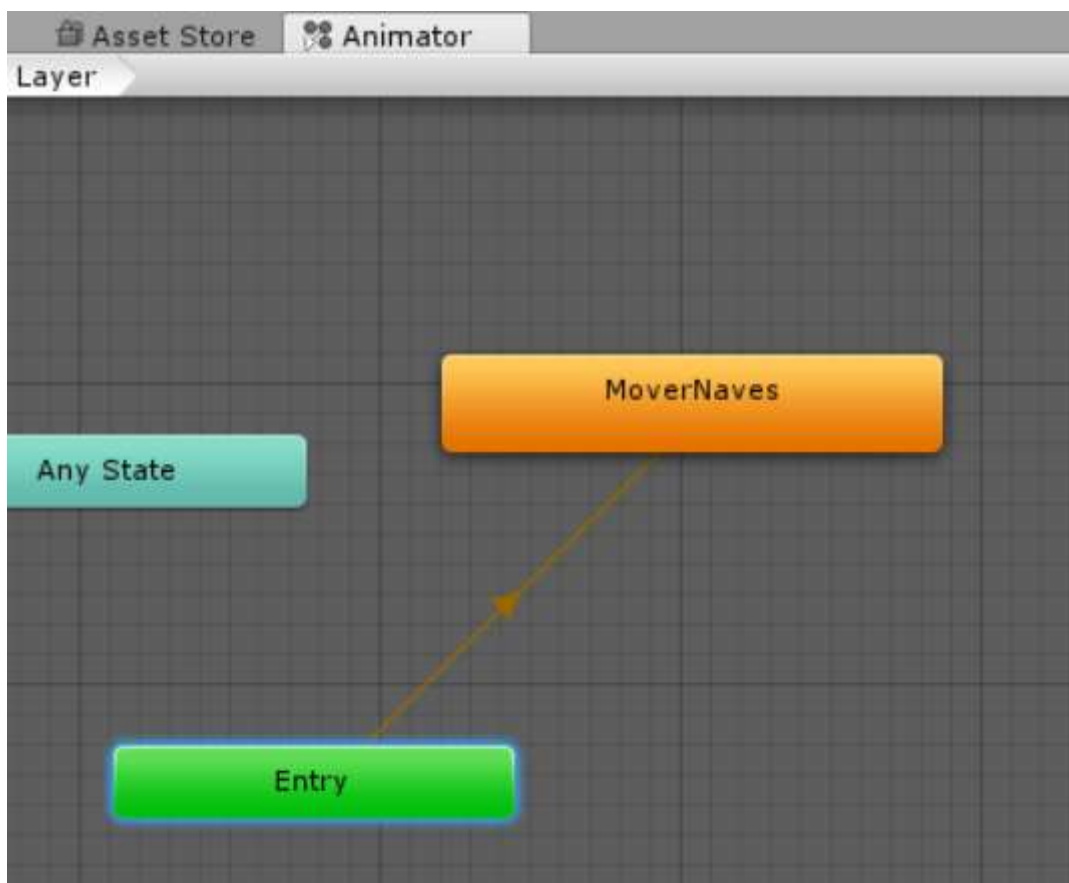 Asset Store
Animator
Layer
MoverNaves
Any State
Entry